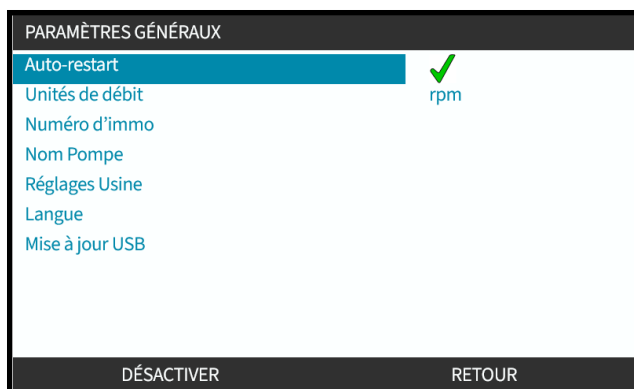 PARAMÈTRES GÉNÉRAUX
Auto-restart
Unités de débit rpm
Numéro d’immo
Nom Pompe
Réglages Usine
Langue
Mise à jour USB
DÉSACTIVER RETOUR